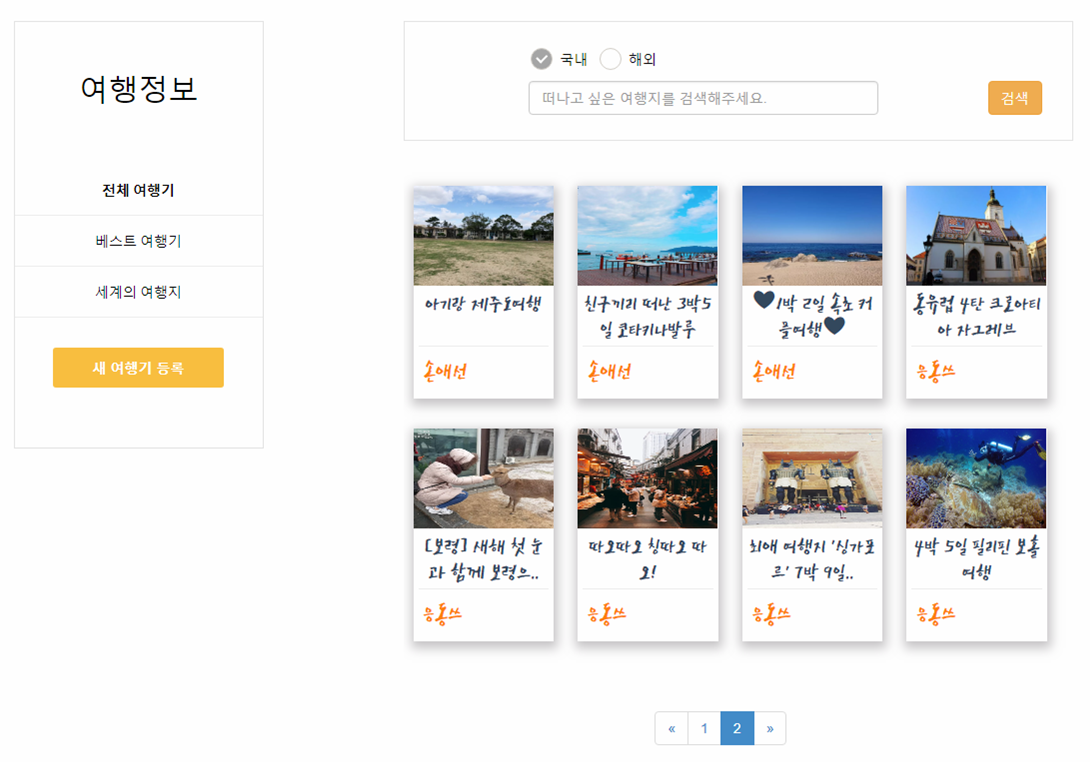 여행정보
전체 여행기
베스트 여행기
세계의 여행지
새 여행기 등록
국내 해외
떠나고 싶은 여행지를 검색해주세요. 검색
아기랑 제주도여행
손애선
친구끼리 떠난 3박5
일 코타키나발루
손애선
🖤1박 2일 속초 커
플여행🖤
손애선
동유럽 4탄 크로아티
아 자그레브
응통쓰
[보령] 새해 첫 눈
과 함께 보령으..
응통쓰
따오따오 칭따오 따
오!
응통쓰
최애 여행지 '싱가포
르' 7박 9일..
응통쓰
4박 5일 필리핀 보홀
여행
응통쓰
« 1 2 »